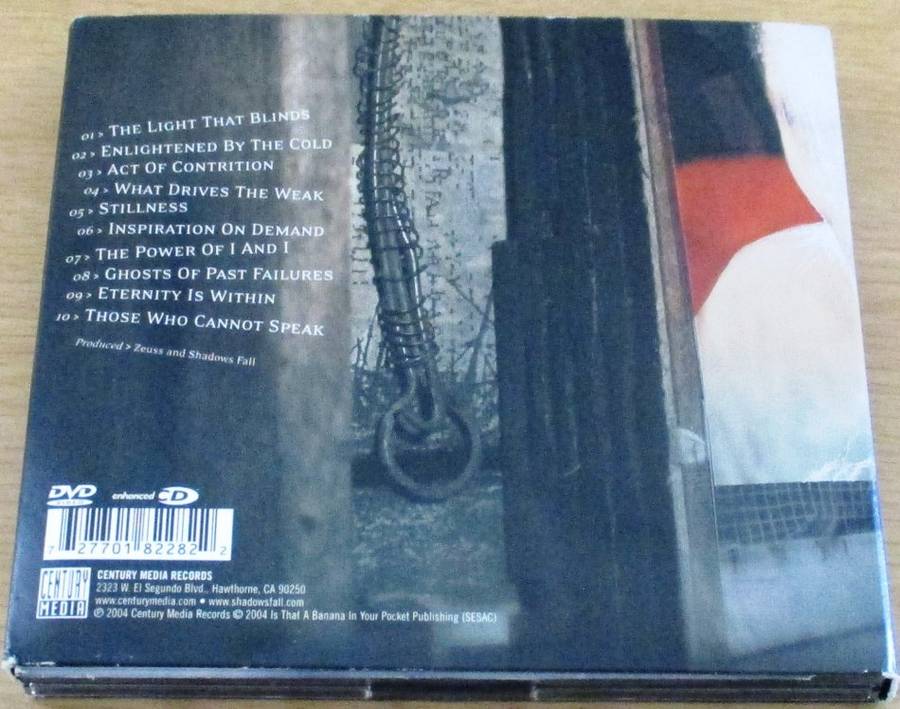 01 > The Light That Blinds
02 > Enlightened By The Cold
03 > Act Of Contrition
04 > What Drives The Weak
05 > Stillness
06 > Inspiration On Demand
07 > The Power Of I And I
08 > Ghosts Of Past Failures
09 > Eternity Is Within
10 > Those Who Cannot Speak
Produced > Zeuss and Shadows Fall
DVD
VIDEO
enhanced CD
7 27701 82282 2
CENTURY MEDIA
CENTURY MEDIA RECORDS
2323 W. El Segundo Blvd., Hawthorne, CA 90250
www.centurymedia.com • www.shadowsfall.com
℗ 2004 Century Media Records © 2004 Is That A Banana In Your Pocket Publishing (SESAC)